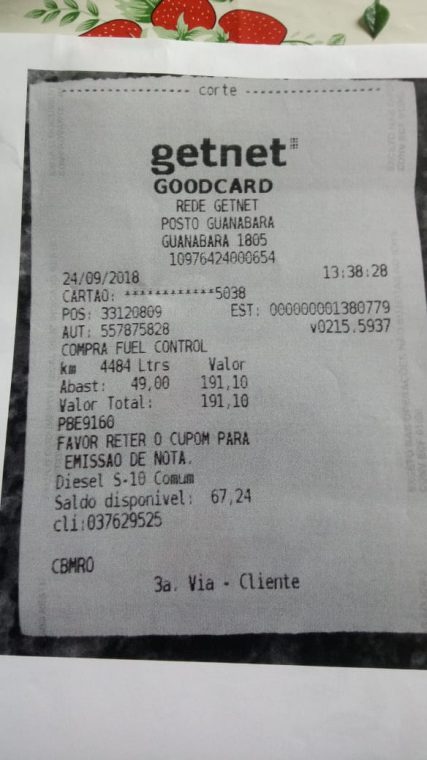 corte
getnet
GOODCARD
REDE GETNET
POSTO GUANABARA
GUANABARA 1805
10976424000654
24/09/2018 13:38:28
CARTAO: ************5038
POS: 33120809 EST: 000000001380779
AUT: 557875828 v0215.5937
COMPRA FUEL CONTROL
km 4484 Ltrs Valor
Abast: 49,00 191,10
Valor Total: 191,10
PBE9160
FAVOR RETER O CUPOM PARA
EMISSAO DE NOTA.
Diesel S-10 Comum
Saldo disponivel: 67,24
cli:037629525
CBMRO
3a. Via - Cliente